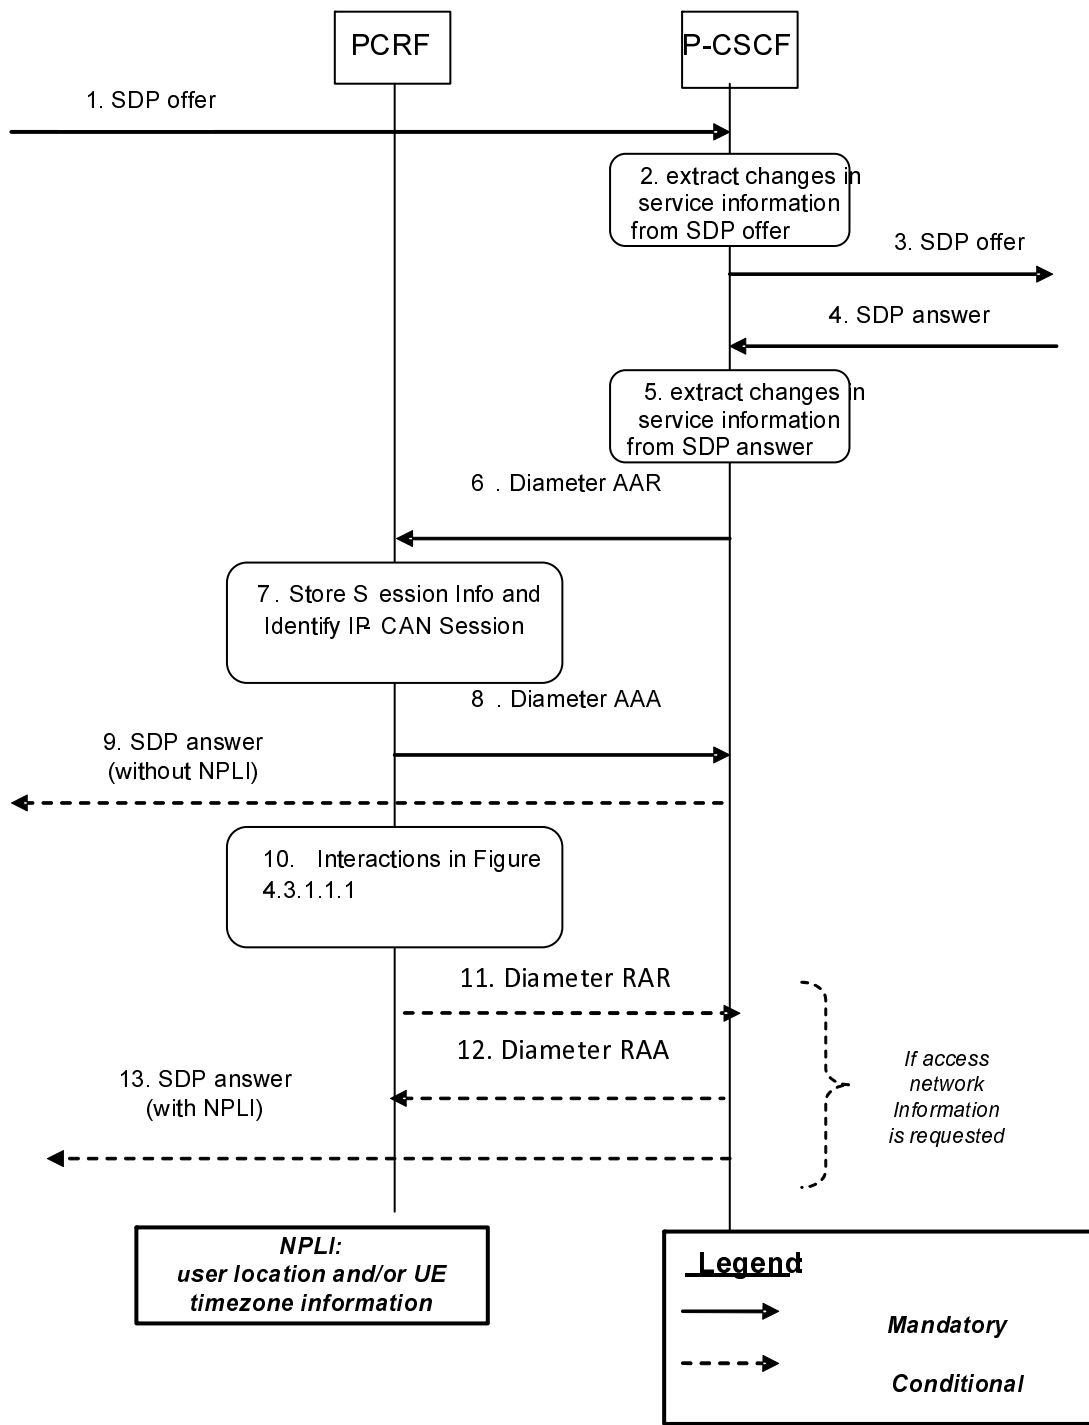 PCRF
P-CSCF
1. SDP offer
2. extract changes in
service information
from SDP offer
3. SDP offer
4. SDP answer
5. extract changes in
service information
from SDP answer
6 . Diameter AAR
7. Store S ession Info and
Identify IP- CAN Session
8 . Diameter AAA
9. SDP answer
(without NPLI)
10. Interactions in Figure
4.3.1.1.1
11. Diameter RAR
12. Diameter RAA
13. SDP answer
(with NPLI)
If access
network
Information
is requested
NPLI:
user location and/or UE
timezone information
Legend
Mandatory
Conditional